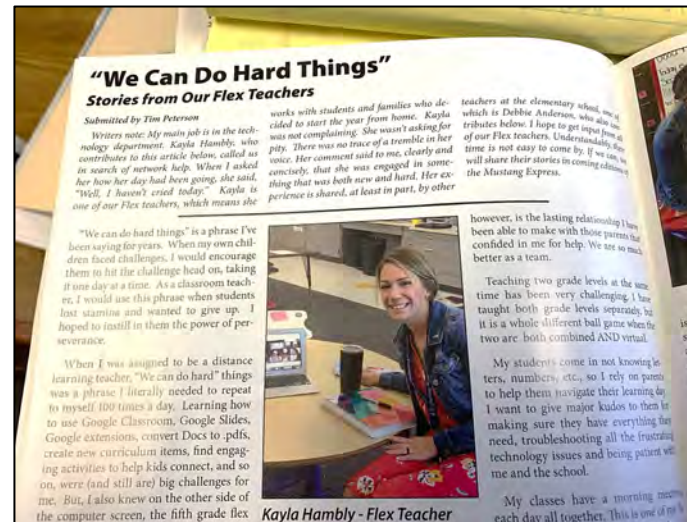 "We Can Do Hard Things"
Stories from Our Flex Teachers
Submitted by Tim Peterson
Writers note: My main job is in the tech-
nology department. Kayla Hambly, who
contributes to this article below, called us
in search of network help. When I asked
her how her day had been going, she said,
"Well, I haven't cried today." Kayla is
one of our Flex teachers, which means she
works with students and families who de-
cided to start the year from home. Kayla
was not complaining. She wasn't asking for
pity. There was no trace of a tremble in her
voice. Her comment said to me, clearly and
concisely, that she was engaged in some-
thing that was both new and hard. Her ex-
perience is shared, at least in part, by other
teachers at the elementary school, one of
which is Debbie Anderson, who also con-
tributes below. I hope to get input from all
of our Flex teachers. Understandably, their
time is not easy to come by. If we can, we
will share their stories in coming editions of
the Mustang Express.
"We can do hard things" is a phrase I've
been saying for years. When my own chil-
dren faced challenges, I would encourage
them to hit the challenge head on, taking
it one day at a time. As a classroom teach-
er, I would use this phrase when students
lost stamina and wanted to give up. I
hoped to instill in them the power of per-
severance.
When I was assigned to be a distance
learning teacher, "We can do hard" things
was a phrase I literally needed to repeat
to myself 100 times a day. Learning how
to use Google Classroom, Google Slides,
Google extensions, convert Docs to .pdfs,
create new curriculum items, find engag-
ing activities to help kids connect, and so
on, were (and still are) big challenges for
me. But, I also knew on the other side of
the computer screen, the fifth grade flex
Kayla Hambly - Flex Teacher
however, is the lasting relationship I have
been able to make with those parents that
confided in me for help. We are so much
better as a team.
Teaching two grade levels at the same
time has been very challenging. I have
taught both grade levels separately, but
it is a whole different ball game when the
two are both combined AND virtual.
My students come in not knowing let-
ters, numbers, etc., so I rely on parents
to help them navigate their learning day.
I want to give major kudos to them for
making sure they have everything they
need, troubleshooting all the frustrating
technology issues and being patient with
me and the school.
My classes have a morning meeting
each day all together. This is one of my